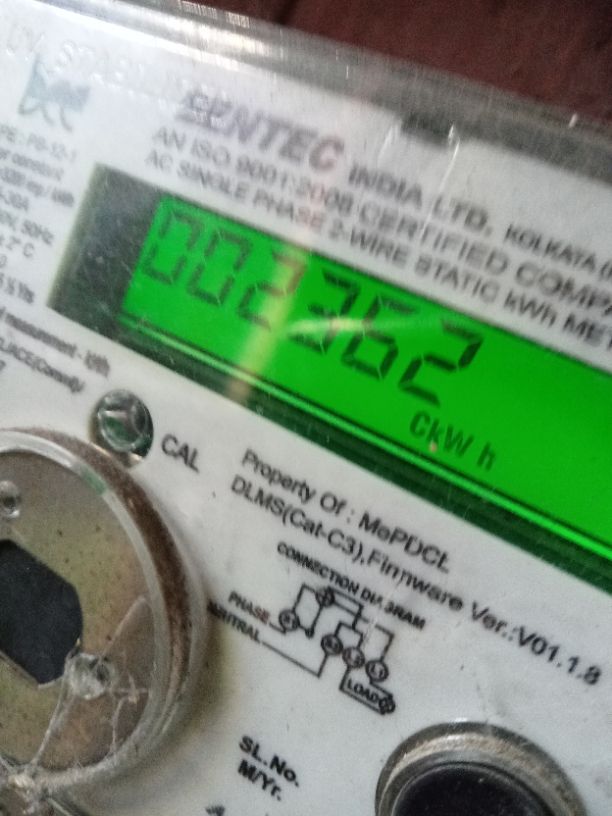 ZENTEC INDIA LTD. KOLKATA
AN ISO 9001:2008 CERTIFIED
AC SINGLE PHASE 2-WIRE STATIC kWh
002362
CkW h
CAL
Property Of : MePDCL
DLMS(Cat-C3),Firmware Ver.:V01.1.8
CONNECTION DIAGRAM
PHASE
NEUTRAL
LOAD
SL.No.
M/Yr.